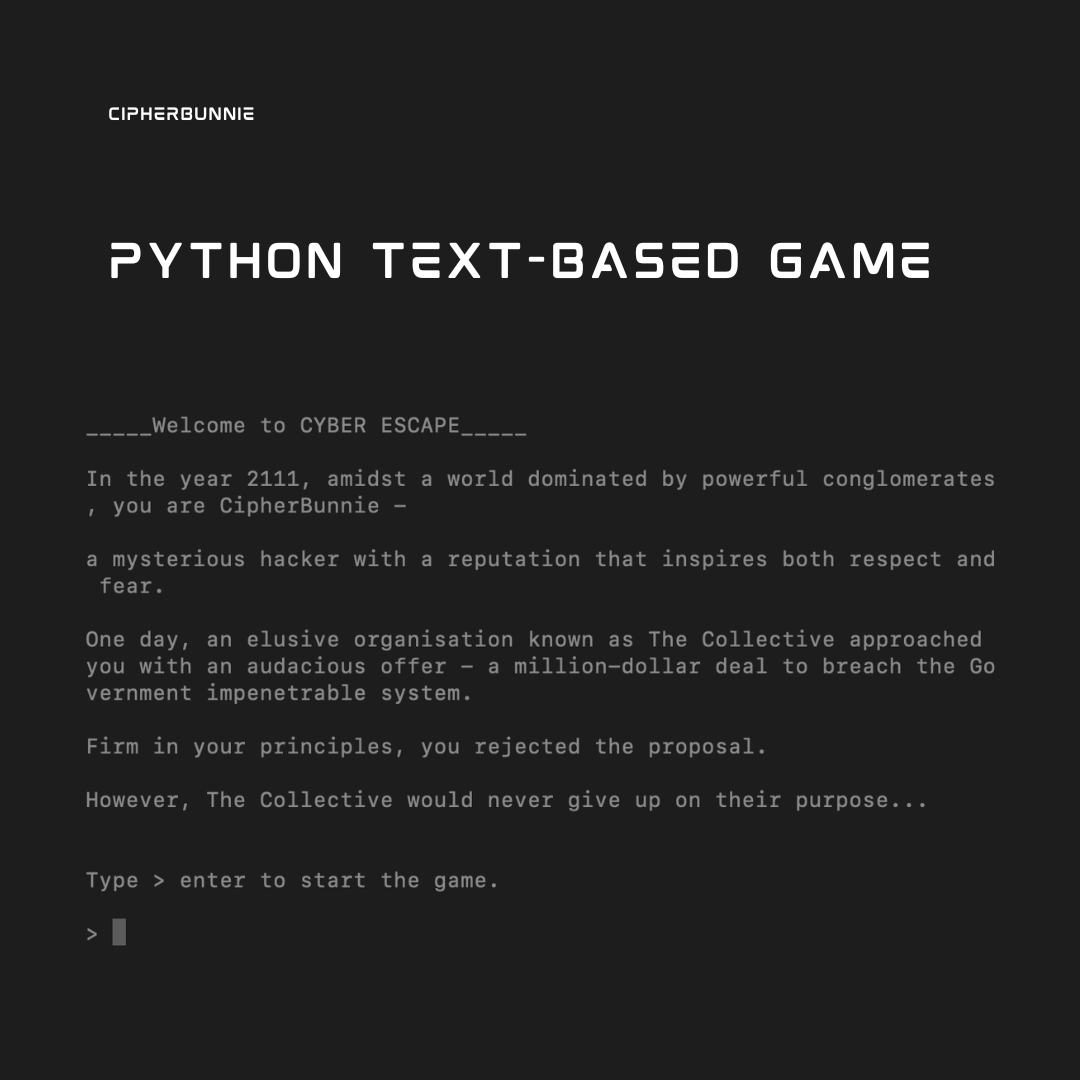 CIPHERBUNNIE
PYTHON TEXT-BASED GAME
_____Welcome to CYBER ESCAPE_____
In the year 2111, amidst a world dominated by powerful conglomerates
, you are CipherBunnie –
a mysterious hacker with a reputation that inspires both respect and
fear.
One day, an elusive organisation known as The Collective approached
you with an audacious offer – a million-dollar deal to breach the Go
vernment impenetrable system.
Firm in your principles, you rejected the proposal.
However, The Collective would never give up on their purpose...
Type > enter to start the game.
>